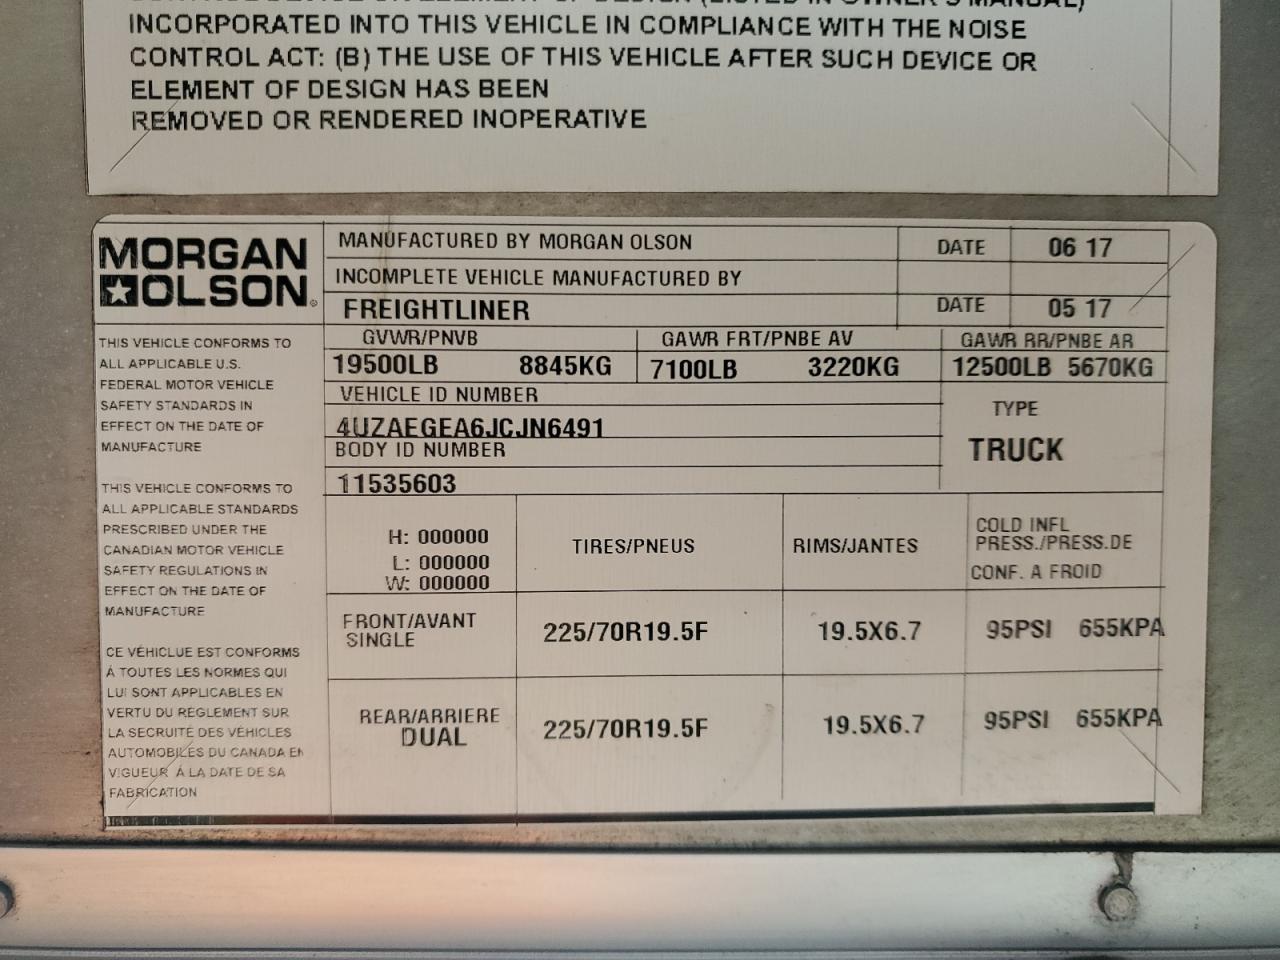 INCORPORATED INTO THIS VEHICLE IN COMPLIANCE WITH THE NOISE
CONTROL ACT: (B) THE USE OF THIS VEHICLE AFTER SUCH DEVICE OR
ELEMENT OF DESIGN HAS BEEN
REMOVED OR RENDERED INOPERATIVE
MORGAN
OLSON®
MANUFACTURED BY MORGAN OLSON DATE 06 17
INCOMPLETE VEHICLE MANUFACTURED BY
FREIGHTLINER DATE 05 17
GVWR/PNVB GAWR FRT/PNBE AV GAWR RR/PNBE AR
19500LB 8845KG 7100LB 3220KG 12500LB 5670KG
VEHICLE ID NUMBER
4UZAEGEA6JCJN6491
BODY ID NUMBER
11535603
TYPE
TRUCK
H: 000000
L: 000000
W: 000000
TIRES/PNEUS
RIMS/JANTES
COLD INFL
PRESS./PRESS.DE
CONF. A FROID
FRONT/AVANT
SINGLE
225/70R19.5F 19.5X6.7 95PSI 655KPA
REAR/ARRIERE
DUAL
225/70R19.5F 19.5X6.7 95PSI 655KPA
THIS VEHICLE CONFORMS TO
ALL APPLICABLE U.S.
FEDERAL MOTOR VEHICLE
SAFETY STANDARDS IN
EFFECT ON THE DATE OF
MANUFACTURE
THIS VEHICLE CONFORMS TO
ALL APPLICABLE STANDARDS
PRESCRIBED UNDER THE
CANADIAN MOTOR VEHICLE
SAFETY REGULATIONS IN
EFFECT ON THE DATE OF
MANUFACTURE
CE VÉHICLUE EST CONFORMS
À TOUTES LES NORMES QUI
LUI SONT APPLICABLES EN
VERTU DU RÈGLEMENT SUR
LA SECRUITÉ DES VÉHICLES
AUTOMOBILES DU CANADA EN
VIGUEUR À LA DATE DE SA
FABRICATION